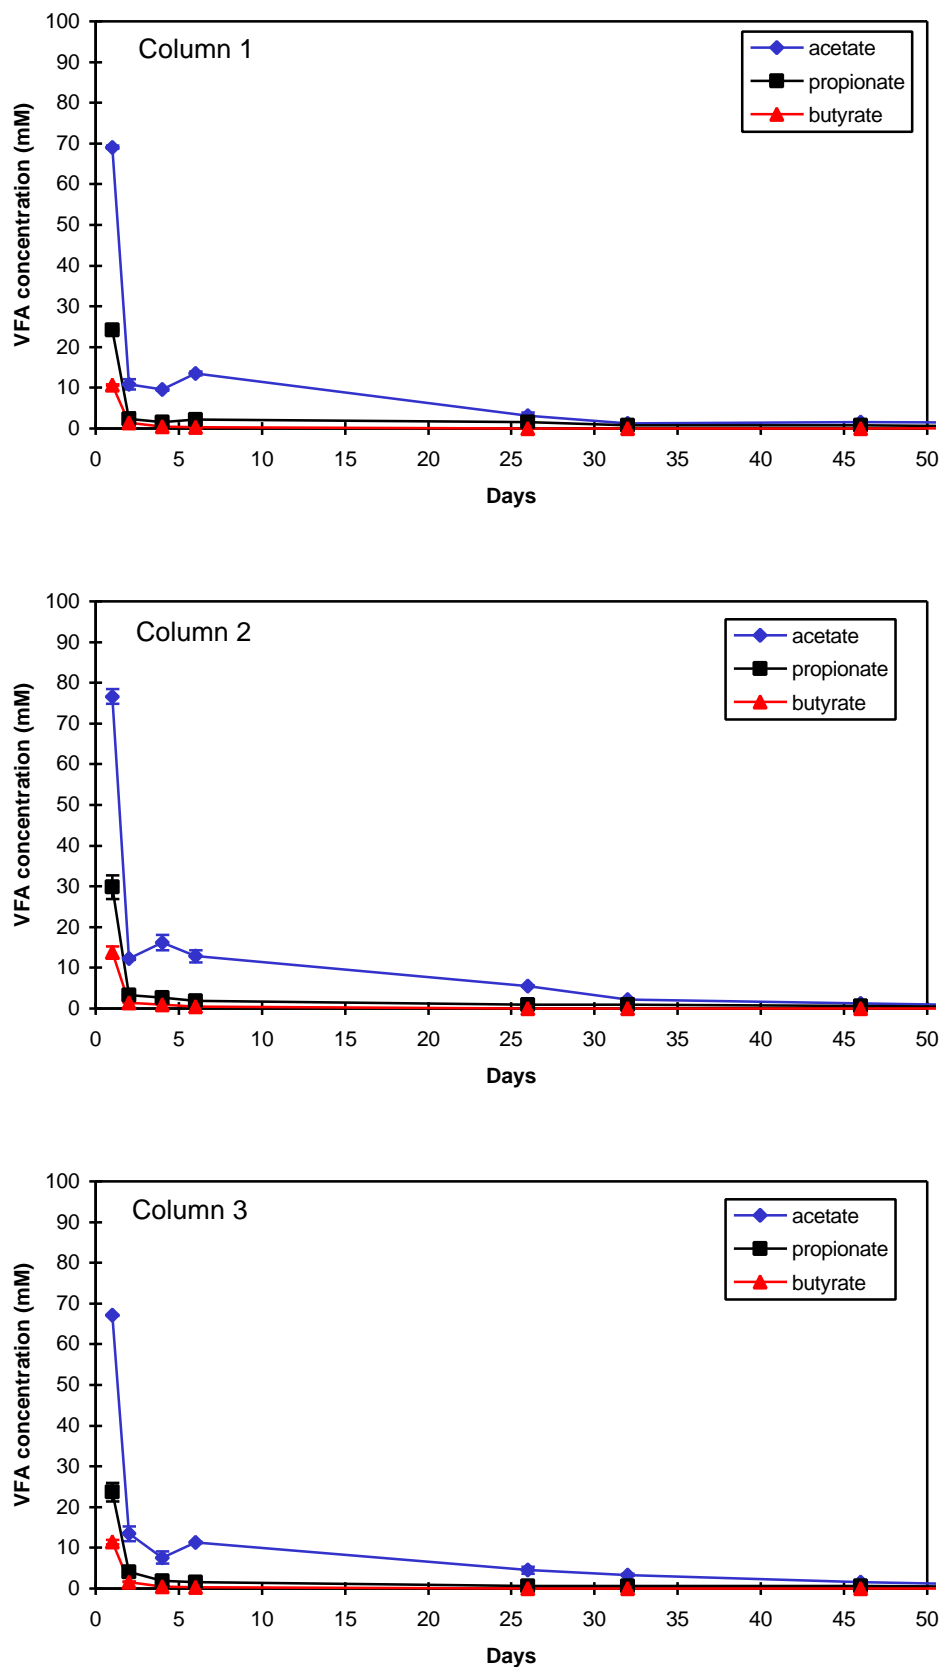 Column 1
acetate
propionate
butyrate
VFA concentration (mM)
100
90
80
70
60
50
40
30
20
10
0
0 5 10 15 20 25 30 35 40 45 50
Days
Column 2
acetate
propionate
butyrate
VFA concentration (mM)
100
90
80
70
60
50
40
30
20
10
0
0 5 10 15 20 25 30 35 40 45 50
Days
Column 3
acetate
propionate
butyrate
VFA concentration (mM)
100
90
80
70
60
50
40
30
20
10
0
0 5 10 15 20 25 30 35 40 45 50
Days